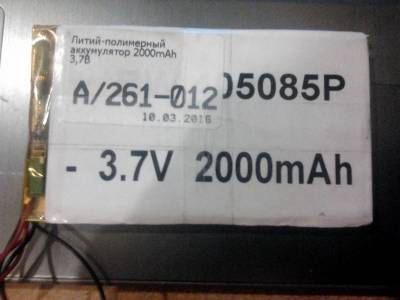 Литий-полимерный
аккумулятор 2000mAh
3,7В
A/261-012
10.03.2016
05085P
- 3.7V 2000mAh